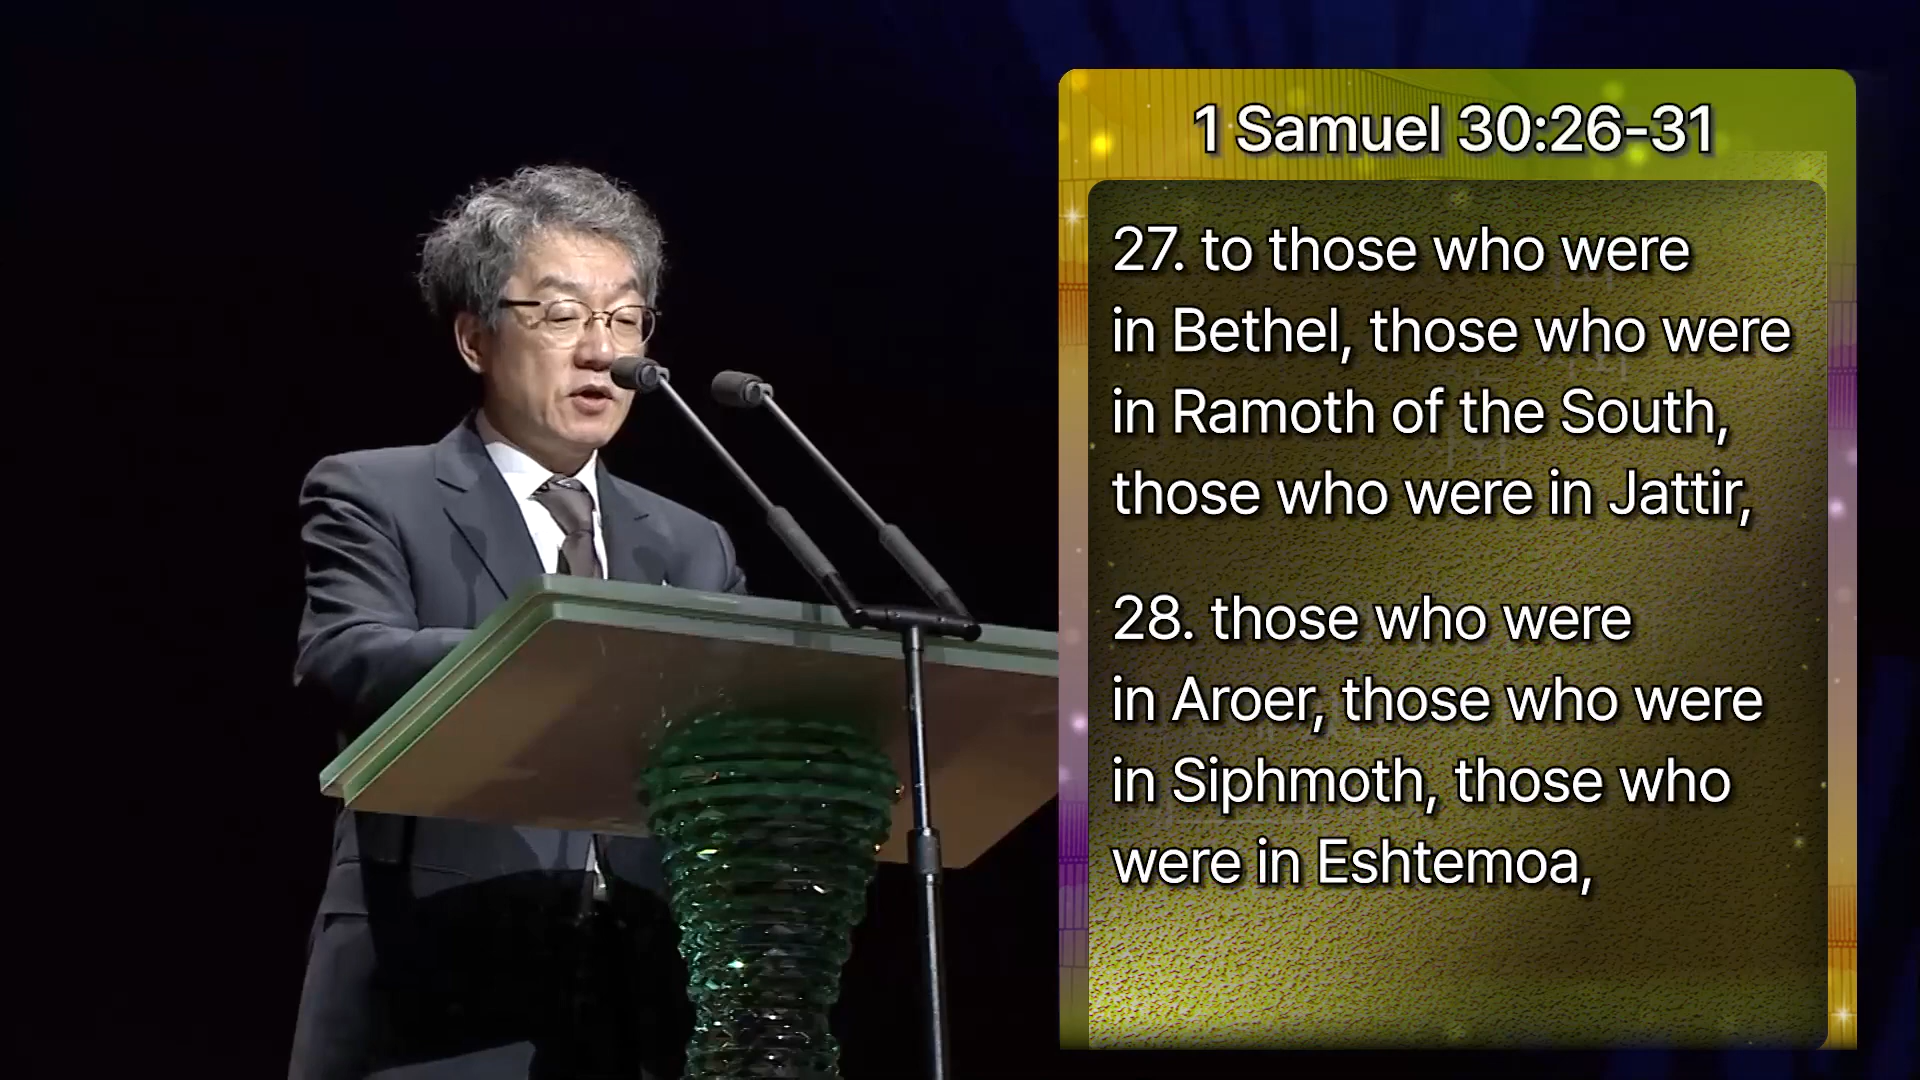 1 Samuel 30:26-31
27. to those who were
in Bethel, those who were
in Ramoth of the South,
those who were in Jattir,
28. those who were
in Aroer, those who were
in Siphmoth, those who
were in Eshtemoa,